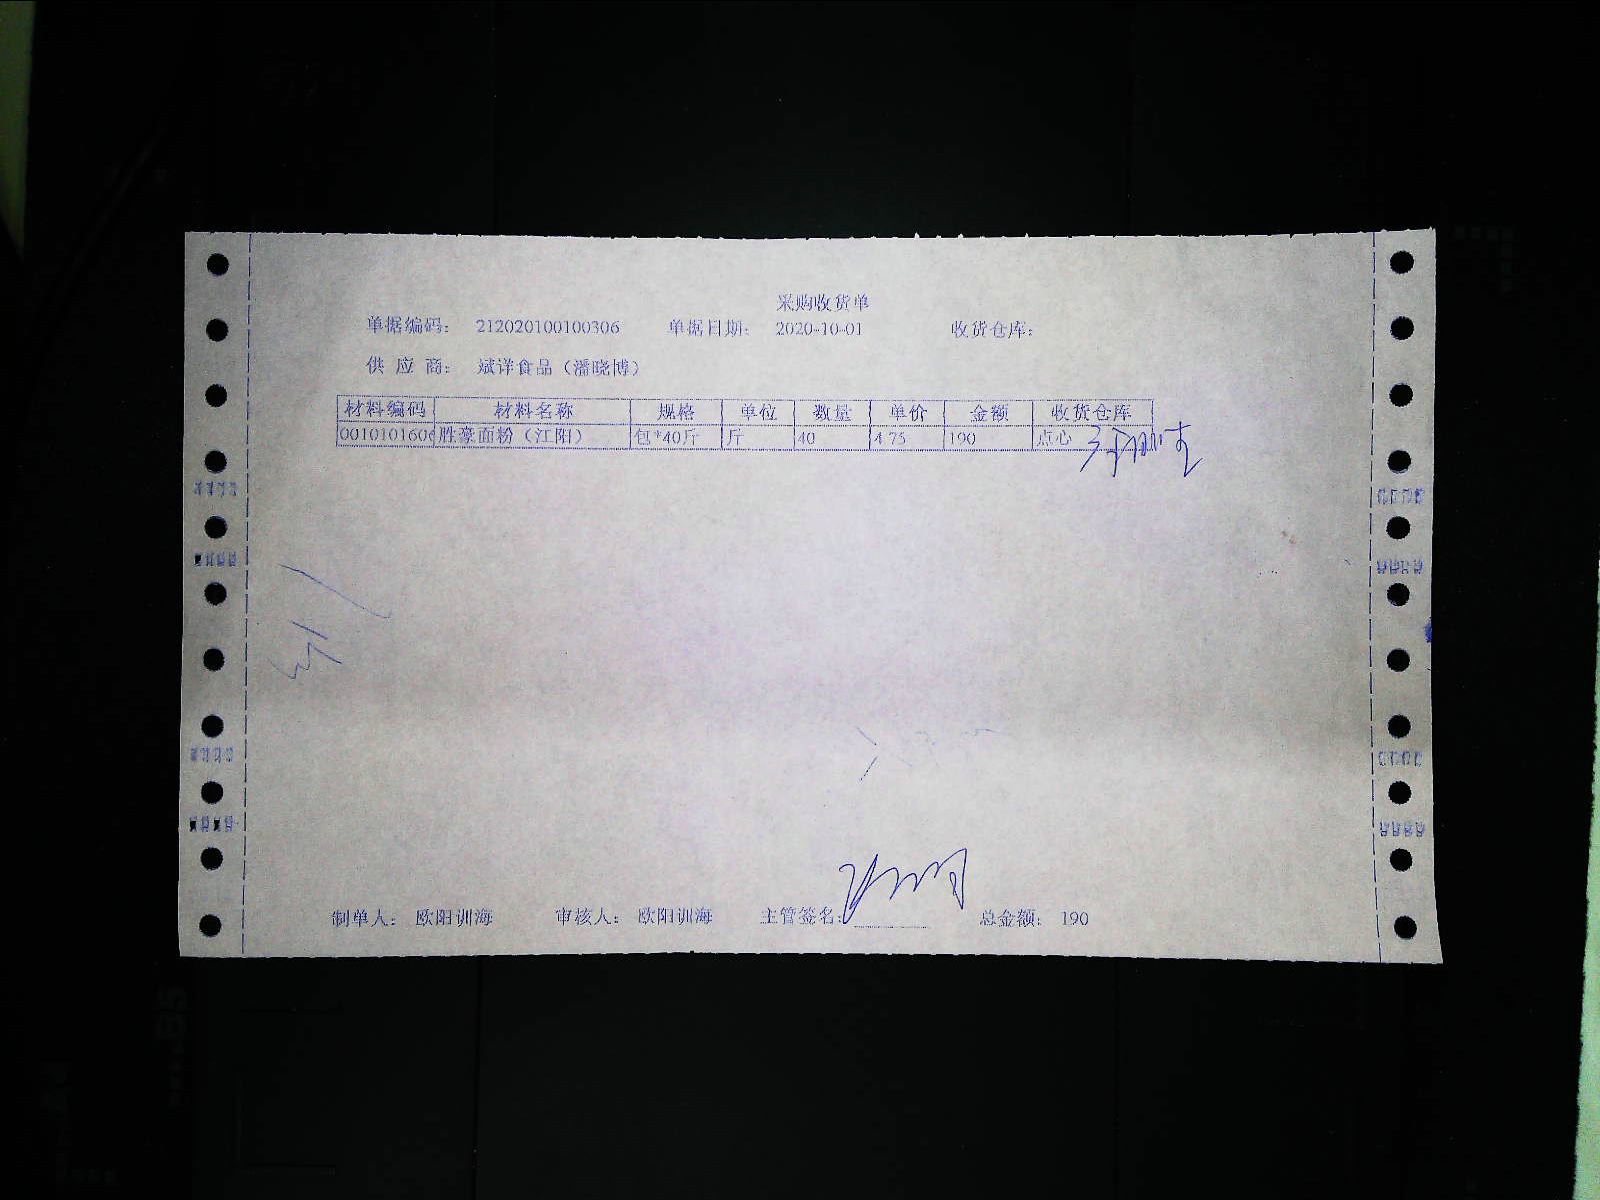 采购收货单
单据编码： 212020100100306 单据日期： 2020-10-01 收货仓库：
供 应 商： 斌详食品（潘晓博）
材料编码 材料名称 规格 单位 数量 单价 金额 收货仓库
0010101606 胜豪面粉（江阳） 包*40斤 斤 40 4.75 190 点心
制单人： 欧阳训海 审核人： 欧阳训海 主管签名： 总金额： 190